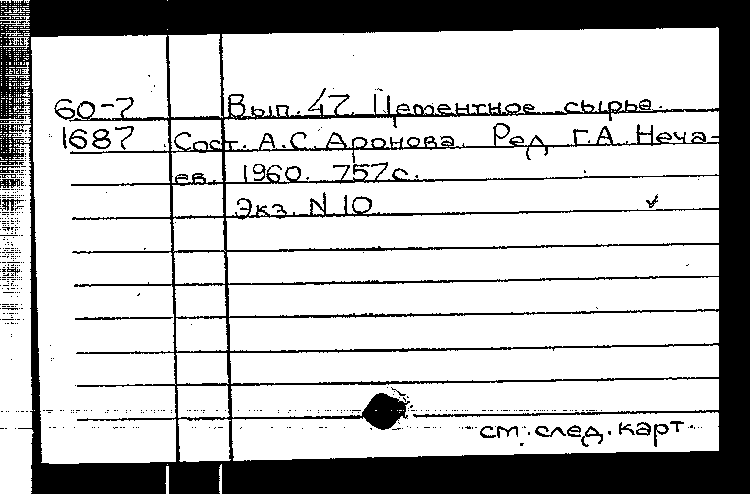 60-7 Вып. 47. Цементное сырье.
1687 Сост. А.С. Аронова. Ред. Г.А. Неча-
ев. 1960. 757с.
Экз. N 10 ✓
см. след. карт.